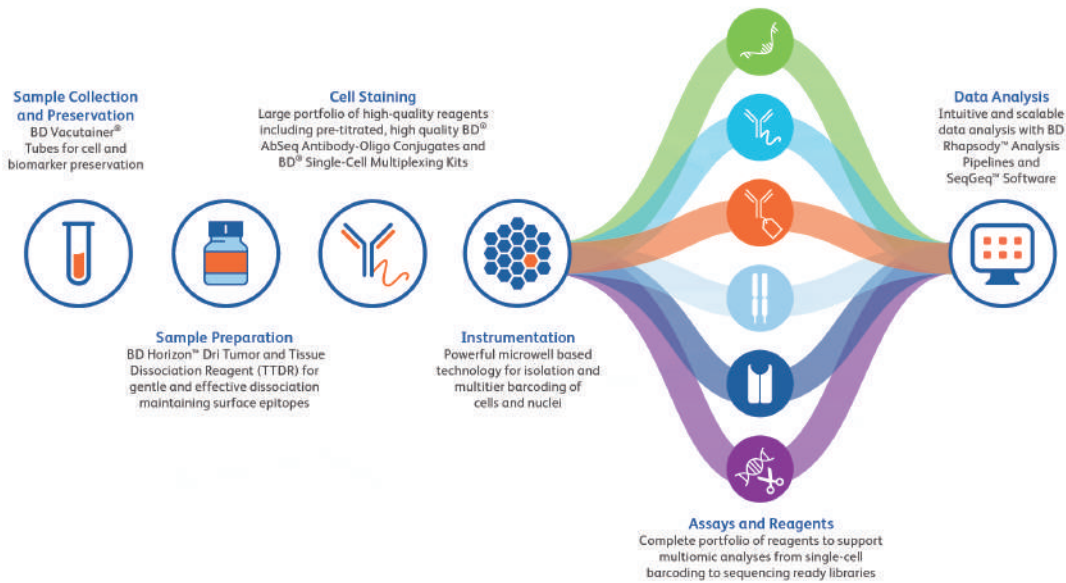 Sample Collection
and Preservation
BD Vacutainer®
Tubes for cell and
biomarker preservation
Sample Preparation
BD Horizon™ Dri Tumor and Tissue
Dissociation Reagent (TTDR) for
gentle and effective dissociation
maintaining surface epitopes
Cell Staining
Large portfolio of high-quality reagents
including pre-titrated, high quality BD®
AbSeq Antibody-Oligo Conjugates and
BD® Single-Cell Multiplexing Kits
Instrumentation
Powerful microwell based
technology for isolation and
multitier barcoding of
cells and nuclei
Assays and Reagents
Complete portfolio of reagents to support
multiomic analyses from single-cell
barcoding to sequencing ready libraries
Data Analysis
Intuitive and scalable
data analysis with BD
Rhapsody™ Analysis
Pipelines and
SeqGeq™ Software